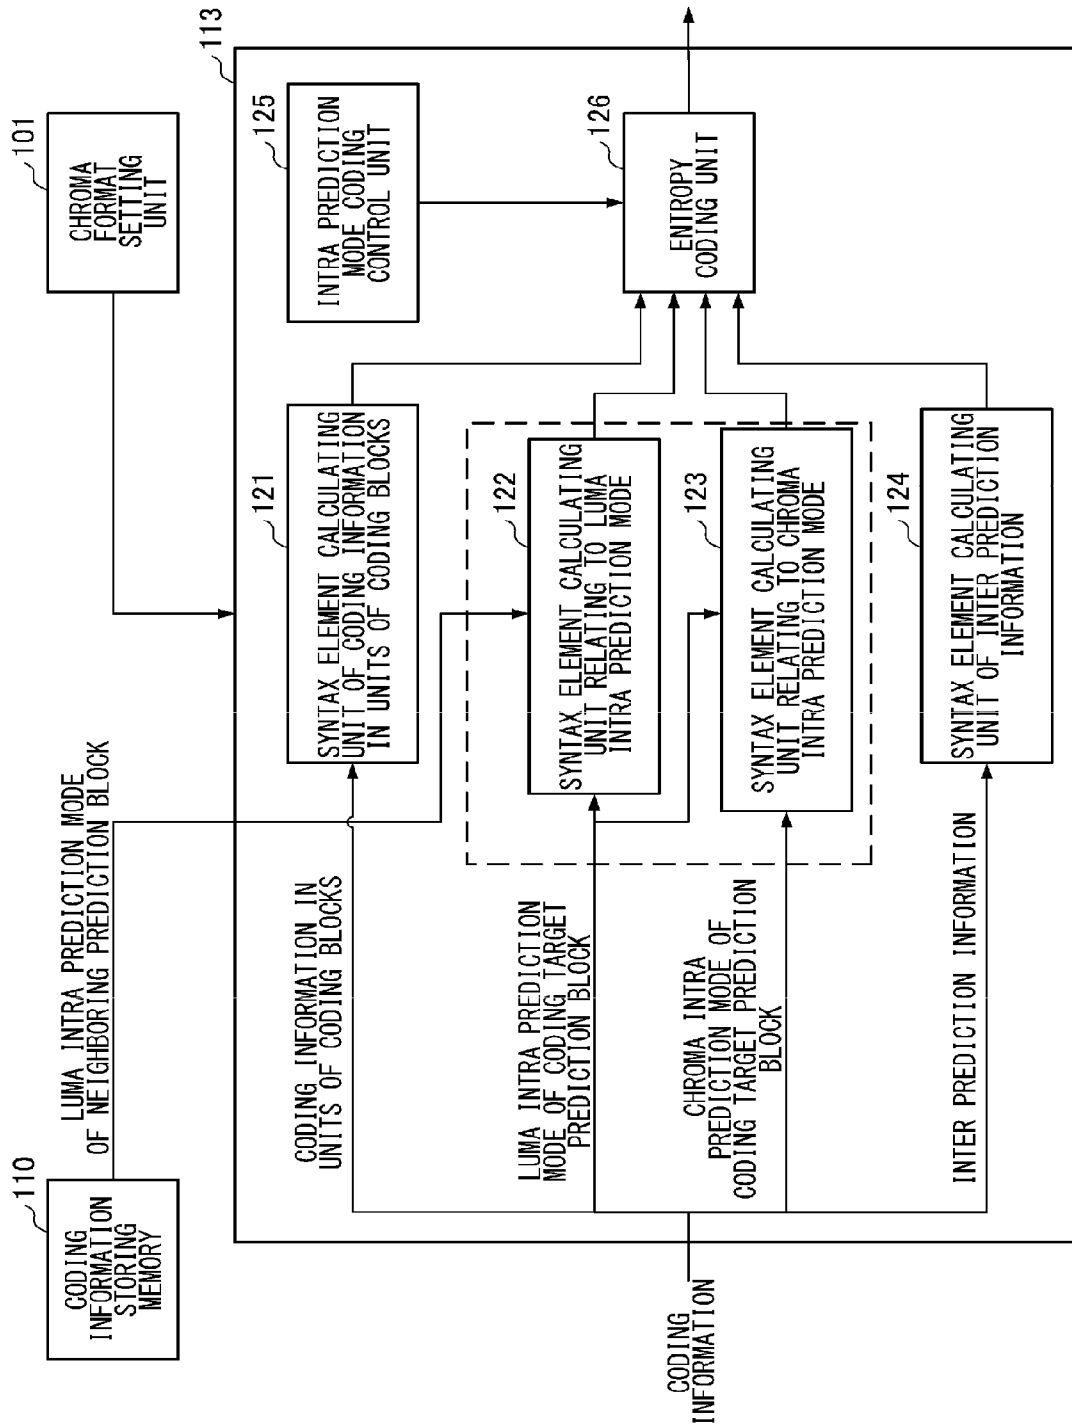 110
CODING
INFORMATION
STORING
MEMORY
LUMA INTRA PREDICTION MODE
OF NEIGHBORING PREDICTION BLOCK
101
CHROMA
FORMAT
SETTING
UNIT
113
CODING
INFORMATION
CODING INFORMATION IN
UNITS OF CODING BLOCKS
121
SYNTAX ELEMENT CALCULATING
UNIT OF CODING INFORMATION
IN UNITS OF CODING BLOCKS
125
INTRA PREDICTION
MODE CODING
CONTROL UNIT
LUMA INTRA PREDICTION
MODE OF CODING TARGET
PREDICTION BLOCK
122
SYNTAX ELEMENT CALCULATING
UNIT RELATING TO LUMA
INTRA PREDICTION MODE
126
ENTROPY
CODING UNIT
CHROMA INTRA
PREDICTION MODE OF
CODING TARGET PREDICTION
BLOCK
123
SYNTAX ELEMENT CALCULATING
UNIT RELATING TO CHROMA
INTRA PREDICTION MODE
INTER PREDICTION INFORMATION
124
SYNTAX ELEMENT CALCULATING
UNIT OF INTER PREDICTION
INFORMATION